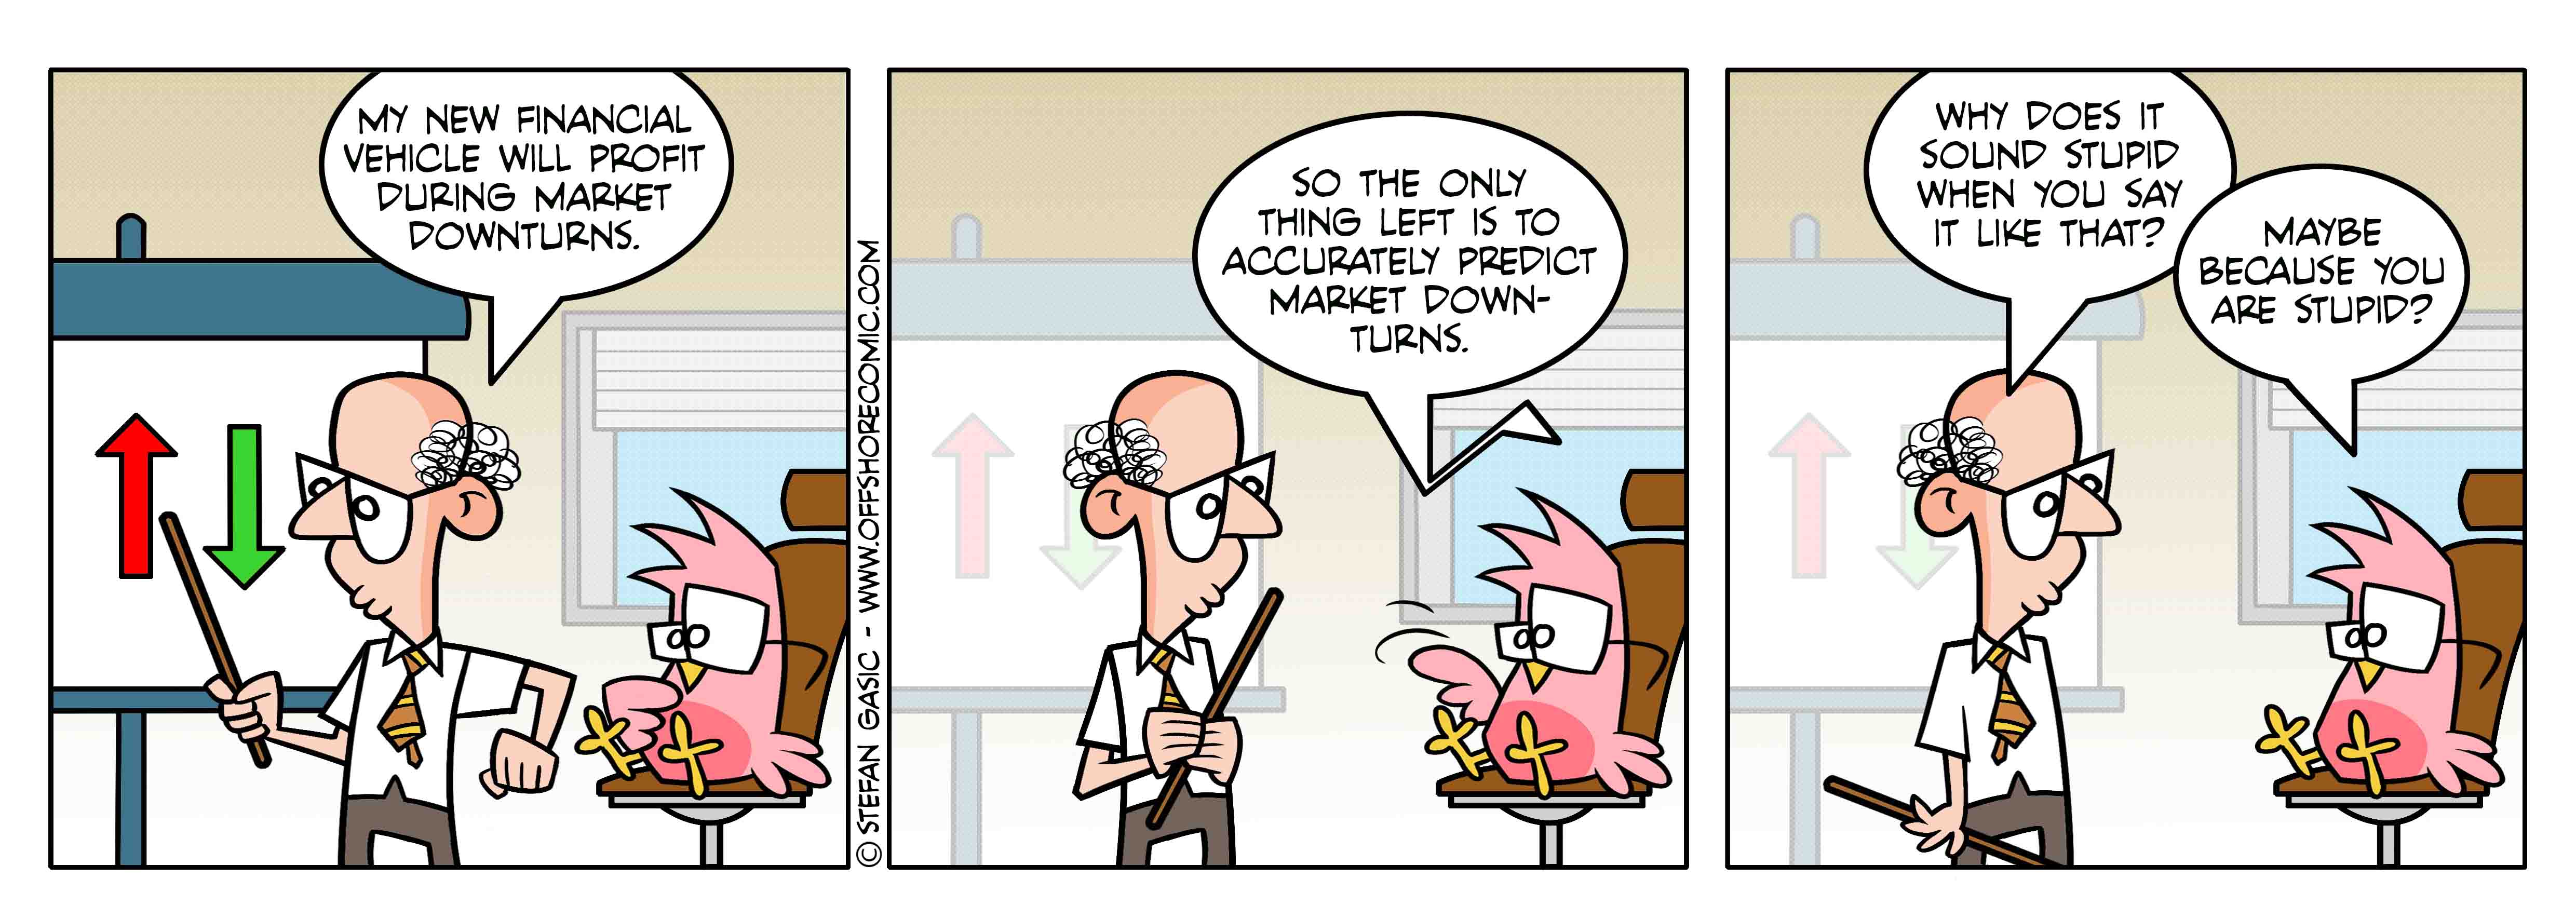 MY NEW FINANCIAL
VEHICLE WILL PROFIT
DURING MARKET
DOWNTURNS.
© STEFAN GASIC - WWW.OFFSHORECOMIC.COM
SO THE ONLY
THING LEFT IS TO
ACCURATELY PREDICT
MARKET DOWN-
TURNS.
WHY DOES IT
SOUND STUPID
WHEN YOU SAY
IT LIKE THAT?
MAYBE
BECAUSE YOU
ARE STUPID?